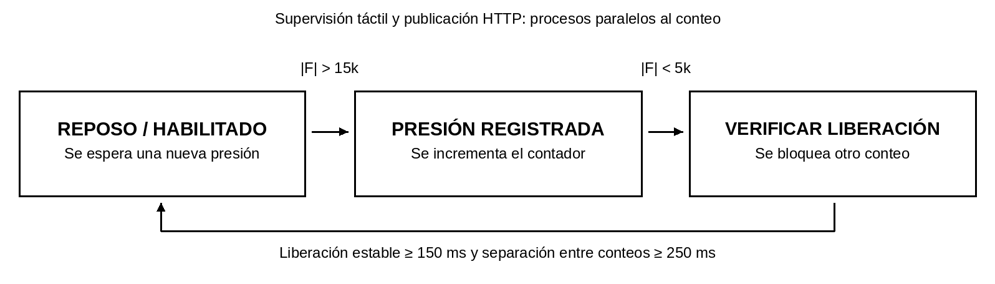 Supervisión táctil y publicación HTTP: procesos paralelos al conteo
|F| > 15k
|F| < 5k
REPOSO / HABILITADO
Se espera una nueva presión
PRESIÓN REGISTRADA
Se incrementa el contador
VERIFICAR LIBERACIÓN
Se bloquea otro conteo
Liberación estable ≥ 150 ms y separación entre conteos ≥ 250 ms